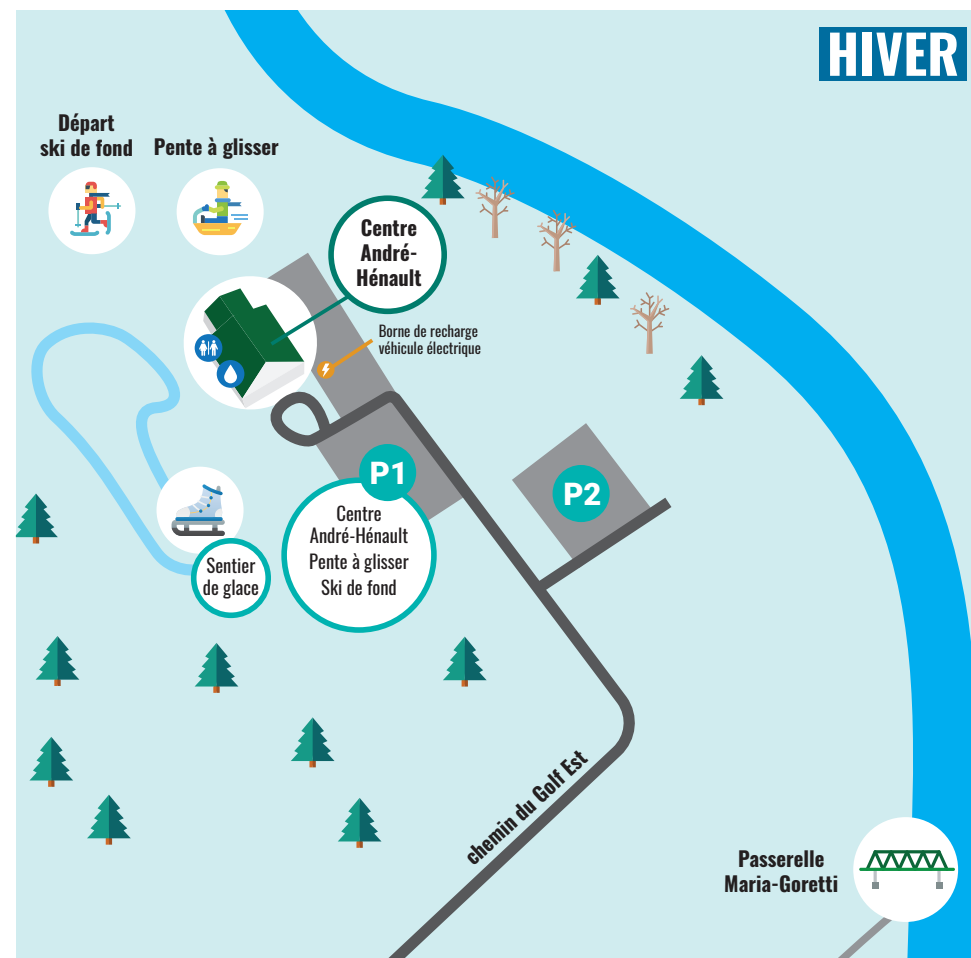 HIVER
Départ
ski de fond
Pente à glisser
Centre
André-
Hénault
Borne de recharge
véhicule électrique
P1
Centre
André-Hénault
Pente à glisser
Ski de fond
P2
Sentier
de glace
chemin du Golf Est
Passerelle
Maria-Goretti